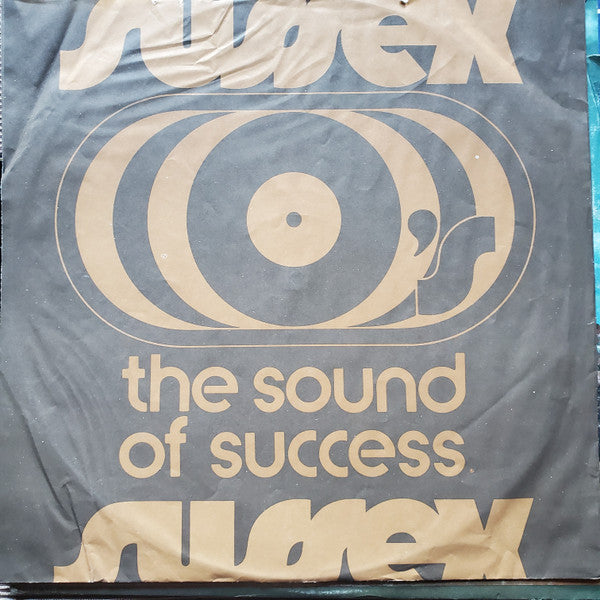 sussex
the sound
of success
sussex